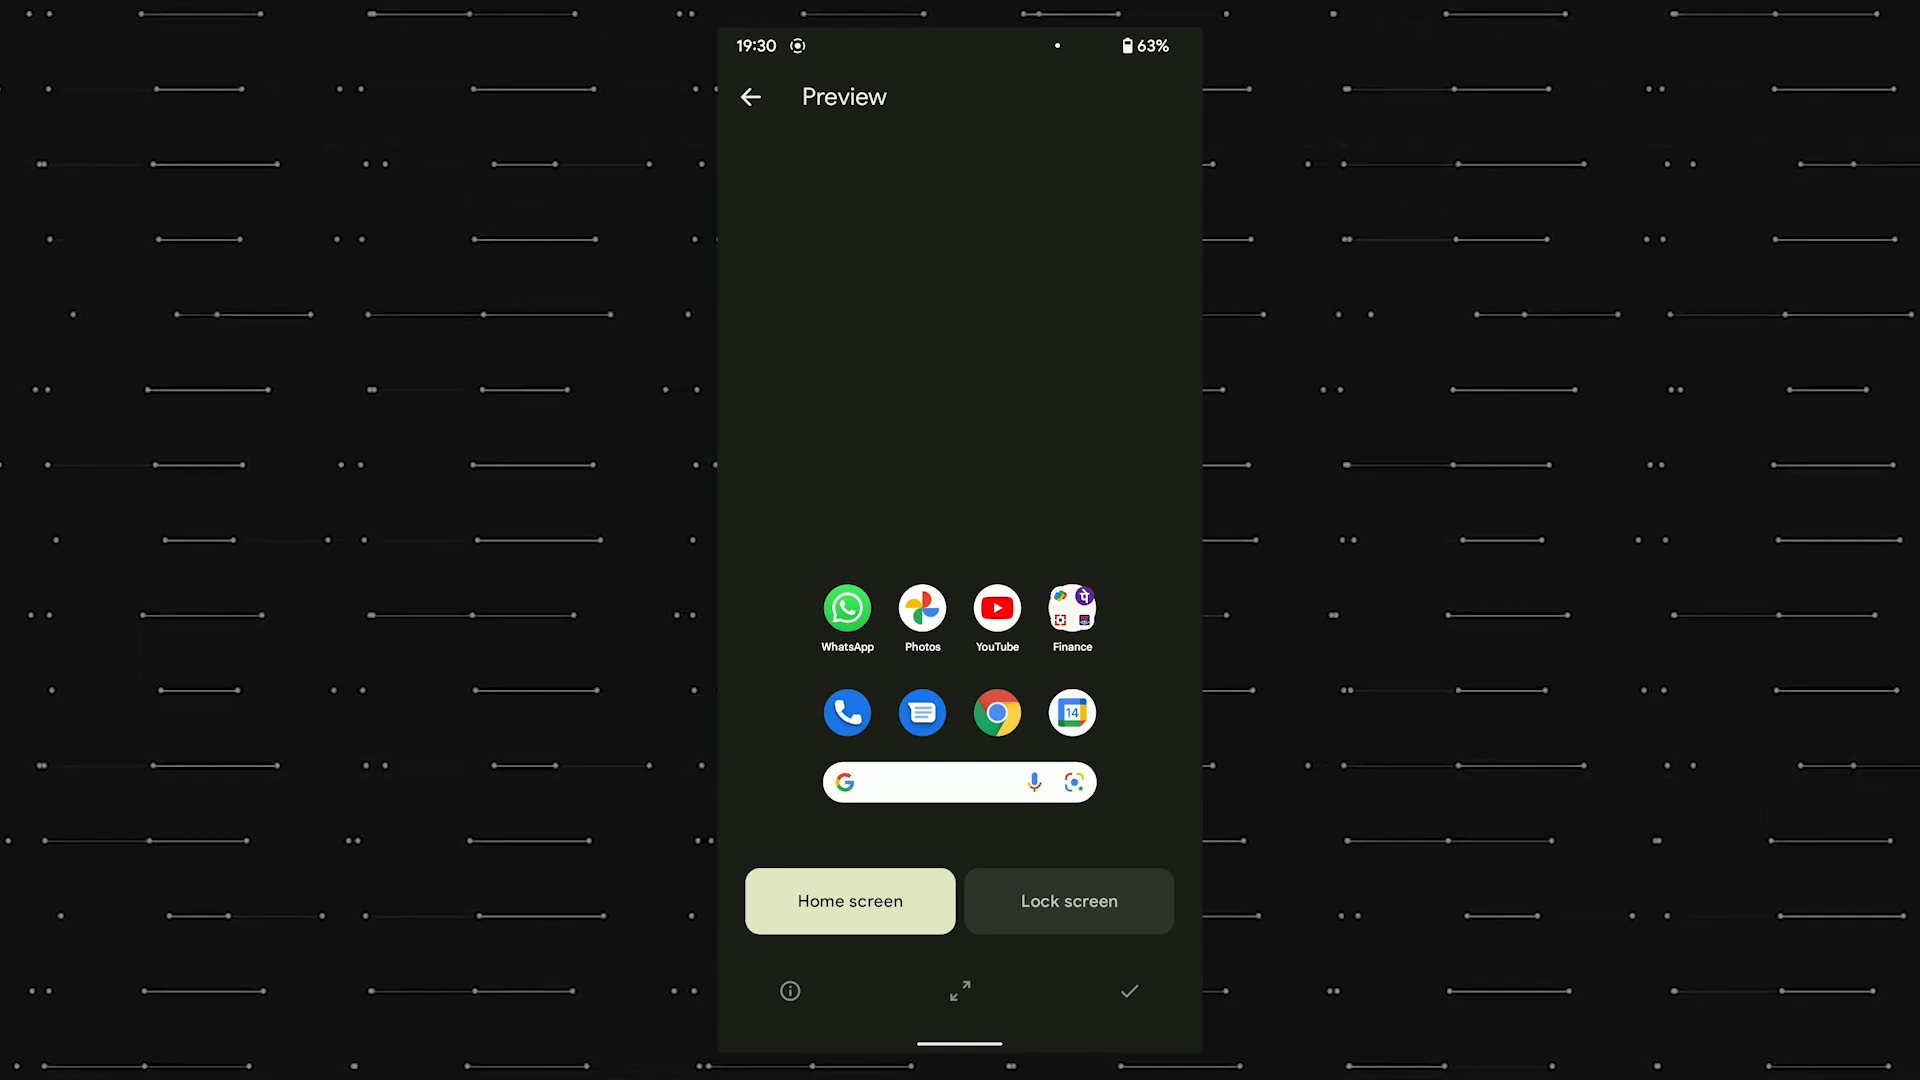 19:30
63%
Preview
पे
WhatsApp Photos YouTube Finance
14
G
Home screen Lock screen